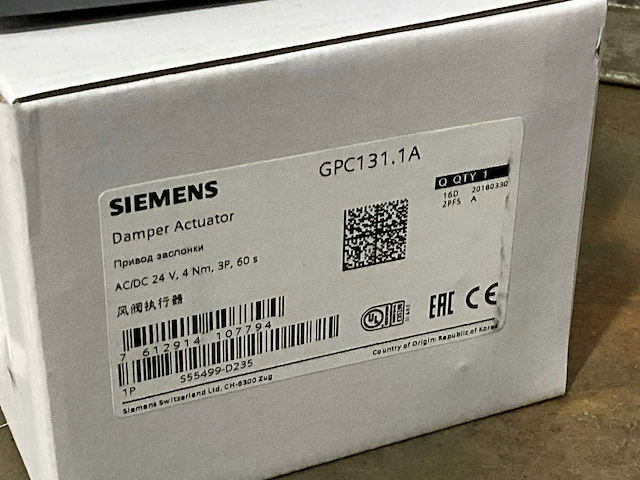 GPC131.1A
SIEMENS
Q QTY 1
16D 20180330
2PFS A
Damper Actuator
Привод заслонки
AC/DC 24 V, 4 Nm, 3P, 60 s
风阀执行器
7 612914 107794
1P S55499-D235
UL
EAC CE
Siemens Switzerland Ltd, CH-6300 Zug
Country of Origin: Republic of Korea